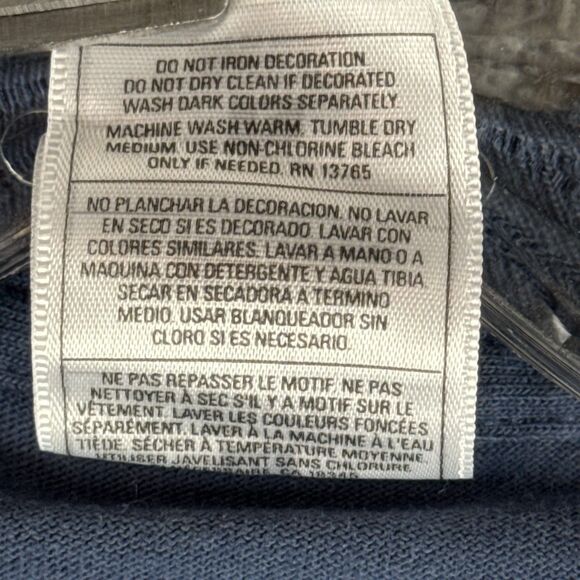 DO NOT IRON DECORATION.
DO NOT DRY CLEAN IF DECORATED
WASH DARK COLORS SEPARATELY
MACHINE WASH WARM. TUMBLE DRY
MEDIUM. USE NON-CHLORINE BLEACH
ONLY IF NEEDED. RN 13765
NO PLANCHAR LA DECORACION. NO LAVAR
EN SECO SI ES DECORADO. LAVAR CON
COLORES SIMILARES. LAVAR A MANO O A
MAQUINA CON DETERGENTE Y AGUA TIBIA
SECAR EN SECADORA A TERMINO
MEDIO. USAR BLANQUEADOR SIN
CLORO SI ES NECESARIO.
NE PAS REPASSER LE MOTIF. NE PAS
NETTOYER À SEC S'IL Y A MOTIF SUR LE
VÊTEMENT. LAVER LES COULEURS FONCÉES
SÉPARÉMENT. LAVER À LA MACHINE À L'EAU
TIÈDE. SÉCHER À TEMPÉRATURE MOYENNE
UTILISER JAVELISANT SANS CHLORURE